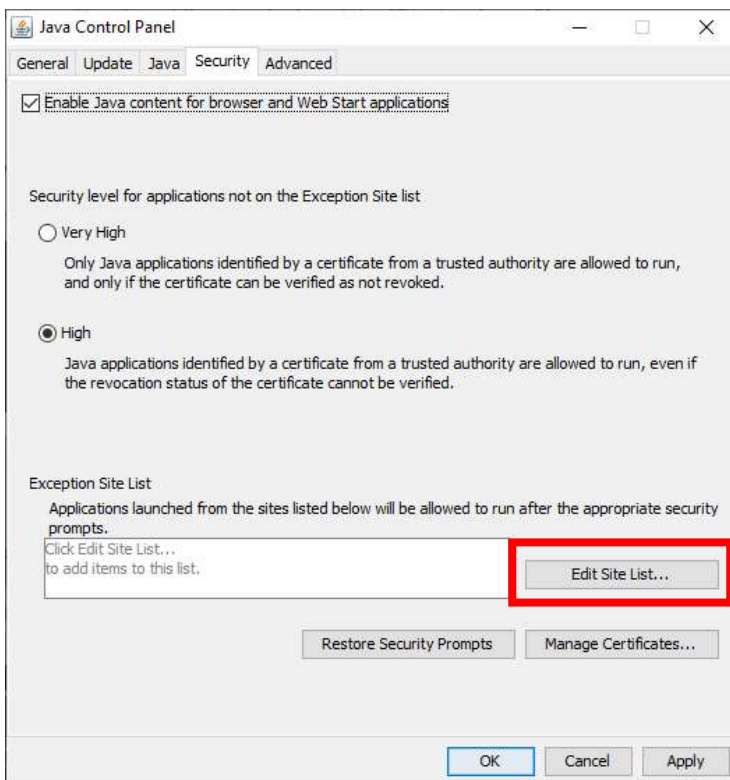 Java Control Panel
General Update Java Security Advanced
Enable Java content for browser and Web Start applications
Security level for applications not on the Exception Site list
Very High
Only Java applications identified by a certificate from a trusted authority are allowed to run,
and only if the certificate can be verified as not revoked.
High
Java applications identified by a certificate from a trusted authority are allowed to run, even if
the revocation status of the certificate cannot be verified.
Exception Site List
Applications launched from the sites listed below will be allowed to run after the appropriate security
prompts.
Click Edit Site List...
to add items to this list.
Edit Site List...
Restore Security Prompts Manage Certificates...
OK Cancel Apply